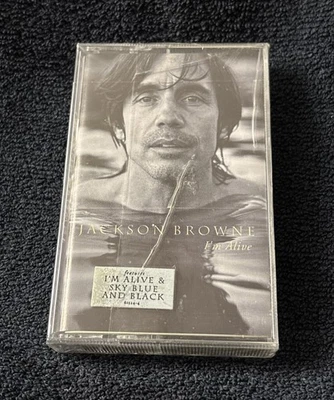 JACKSON BROWNE
I'm Alive
features
I'M ALIVE &
SKY BLUE
AND BLACK